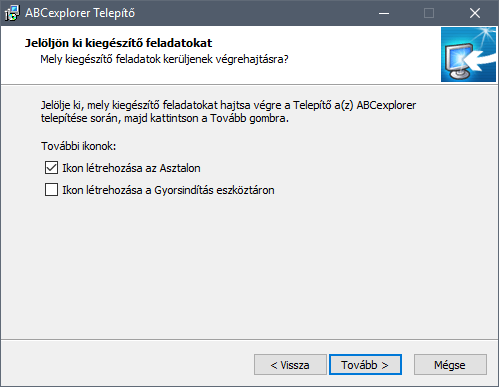 ABCexplorer Telepítő
Jelöljön ki kiegészítő feladatokat
Mely kiegészítő feladatok kerüljenek végrehajtásra?
Jelölje ki, mely kiegészítő feladatokat hajtsa végre a Telepítő a(z) ABCexplorer
telepítése során, majd kattintson a Tovább gombra.
További ikonok:
Ikon létrehozása az Asztalon
Ikon létrehozása a Gyorsindítás eszköztáron
< Vissza
Tovább >
Mégse